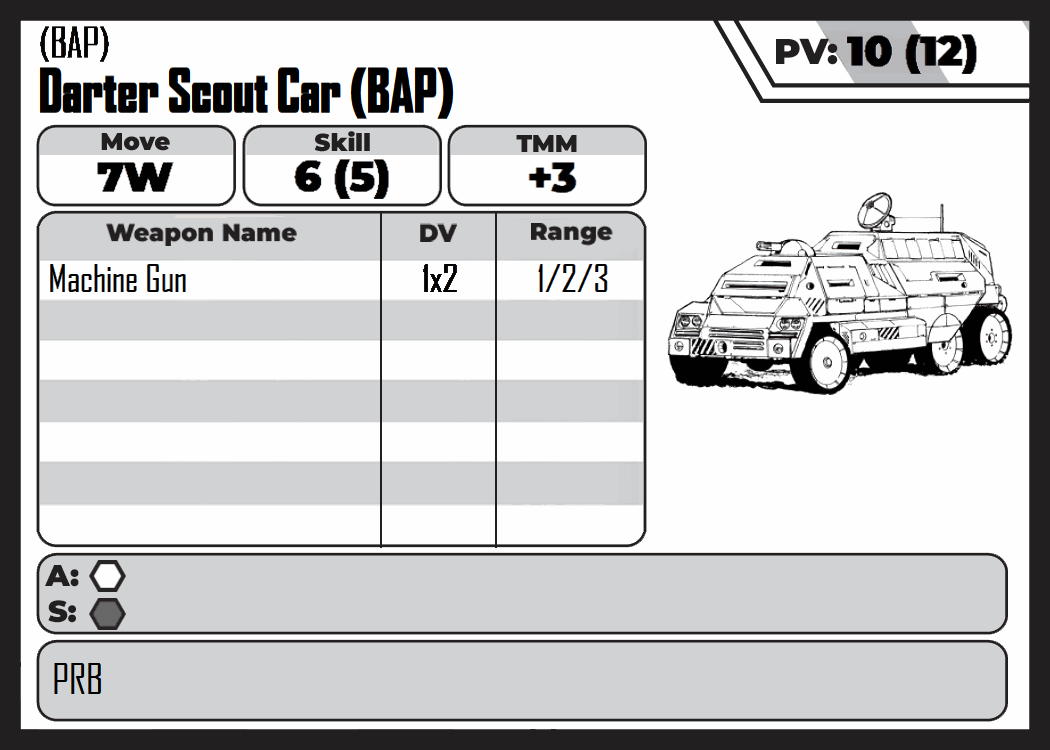 (BAP)
Darter Scout Car (BAP)
PV: 10 (12)
Move Skill TMM
7W 6 (5) +3
Weapon Name DV Range
Machine Gun 1x2 1/2/3
A:
S:
PRB